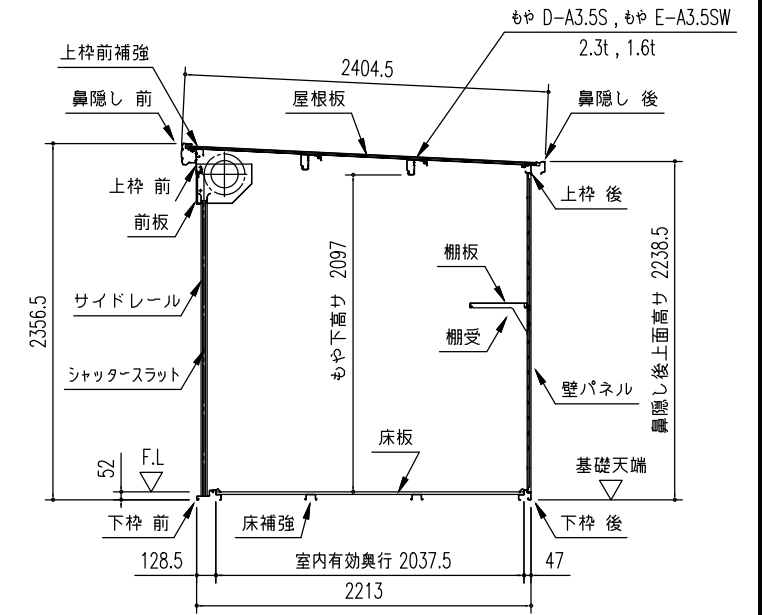 もや D-A3.5S , もや E-A3.5SW
2.3t , 1.6t
上枠前補強
2404.5
鼻隠し 前
屋根板
鼻隠し 後
上枠 前
上枠 後
前板
棚板
サイドレール
もや下高サ 2097
2356.5
鼻隠し後上面高サ 2238.5
棚受
シャッタースラット
壁パネル
床板
F.L
52
基礎天端
下枠 前
床補強
下枠 後
128.5
室内有効奥行 2037.5
47
2213